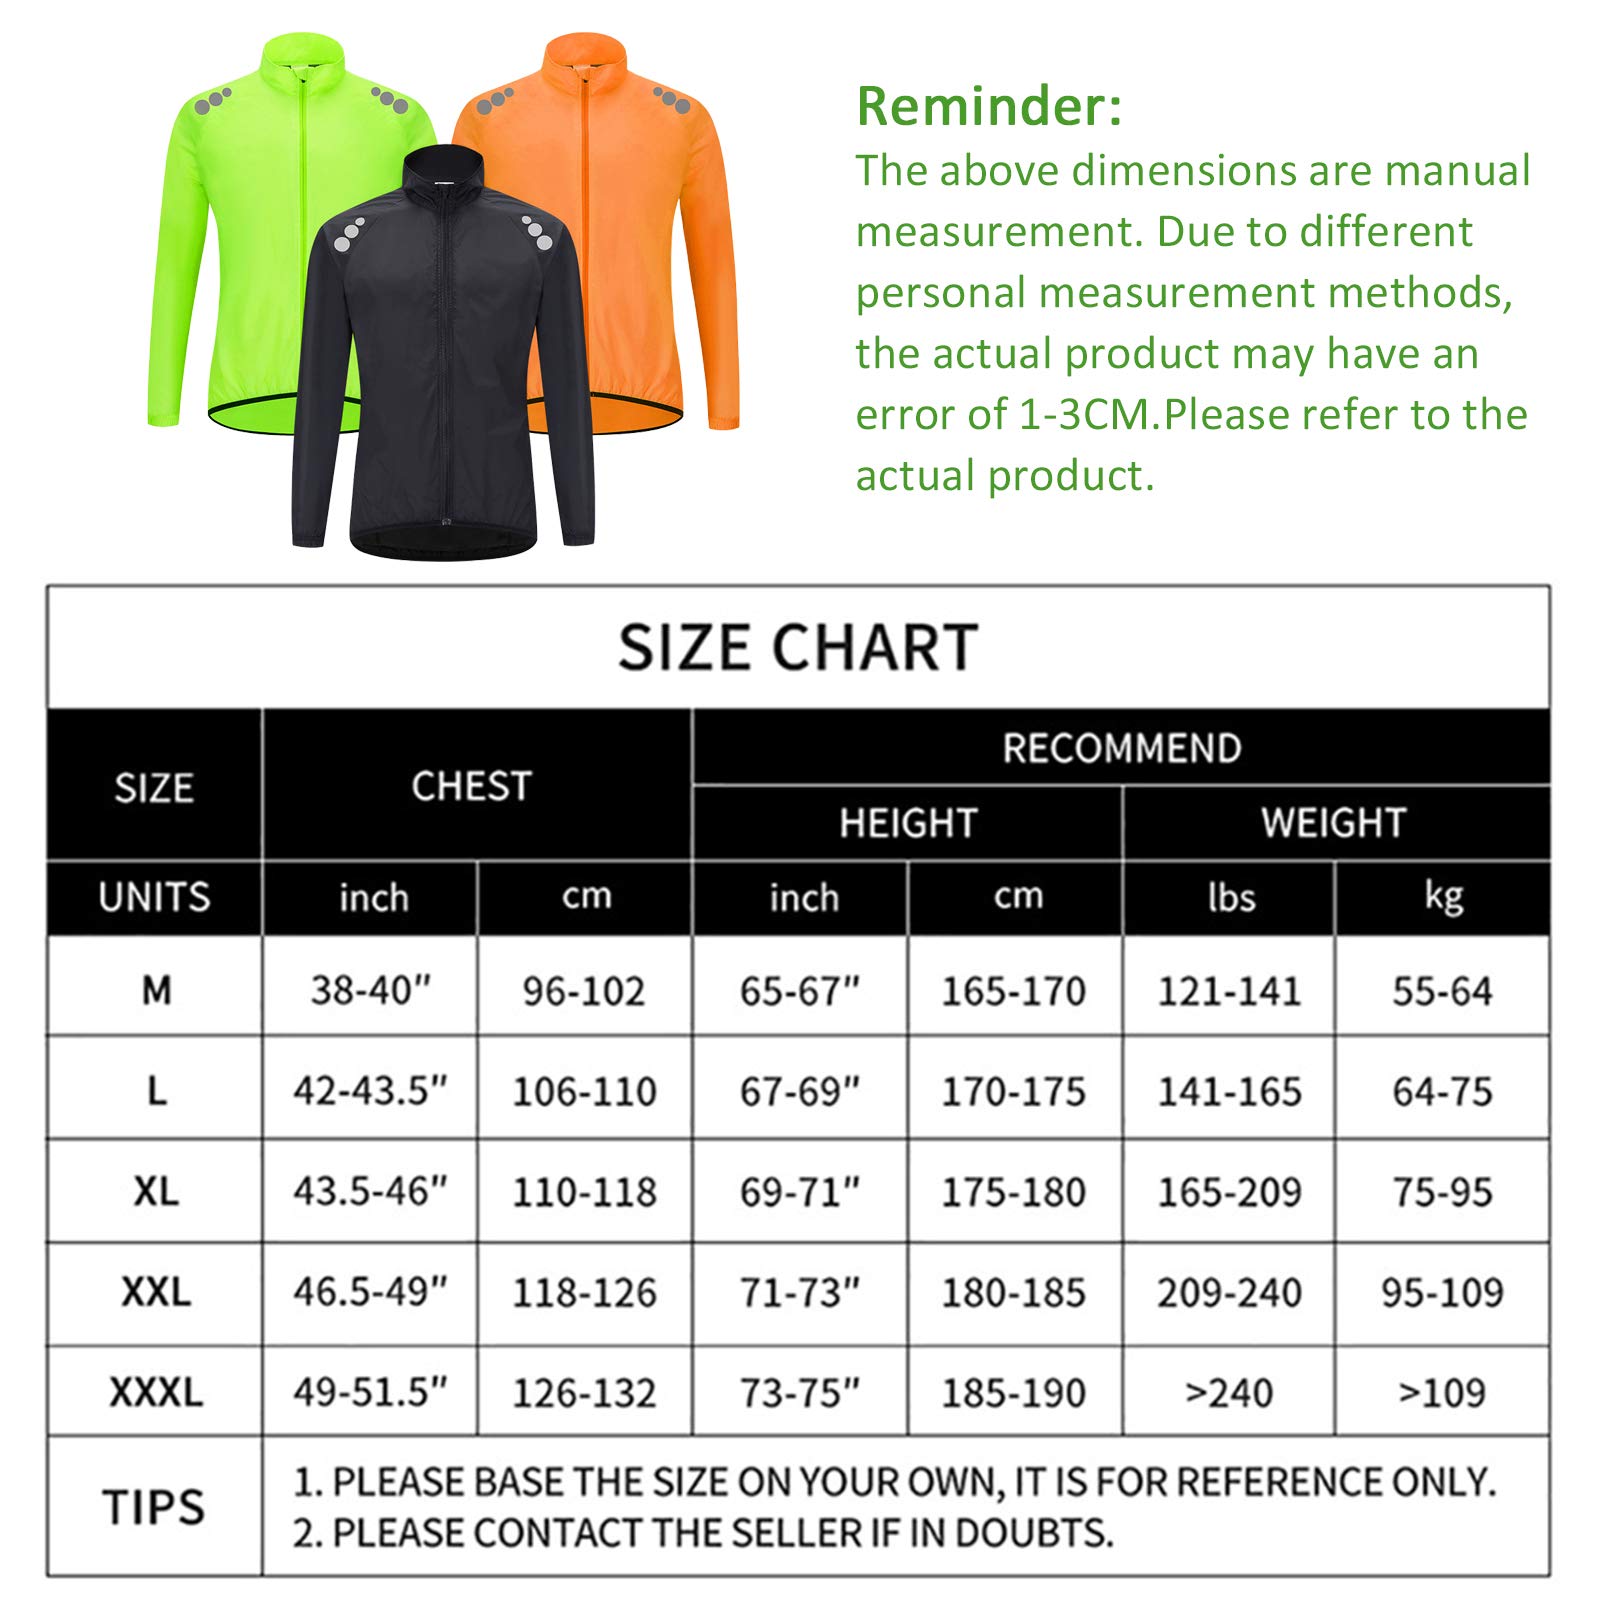 Reminder:
The above dimensions are manual
measurement. Due to different
personal measurement methods,
the actual product may have an
error of 1-3CM.Please refer to the
actual product.
SIZE CHART
SIZE CHEST RECOMMEND
HEIGHT WEIGHT
UNITS inch cm inch cm lbs kg
M 38-40" 96-102 65-67" 165-170 121-141 55-64
L 42-43.5" 106-110 67-69" 170-175 141-165 64-75
XL 43.5-46" 110-118 69-71" 175-180 165-209 75-95
XXL 46.5-49" 118-126 71-73" 180-185 209-240 95-109
XXXL 49-51.5" 126-132 73-75" 185-190 >240 >109
TIPS
1. PLEASE BASE THE SIZE ON YOUR OWN, IT IS FOR REFERENCE ONLY.
2. PLEASE CONTACT THE SELLER IF IN DOUBTS.